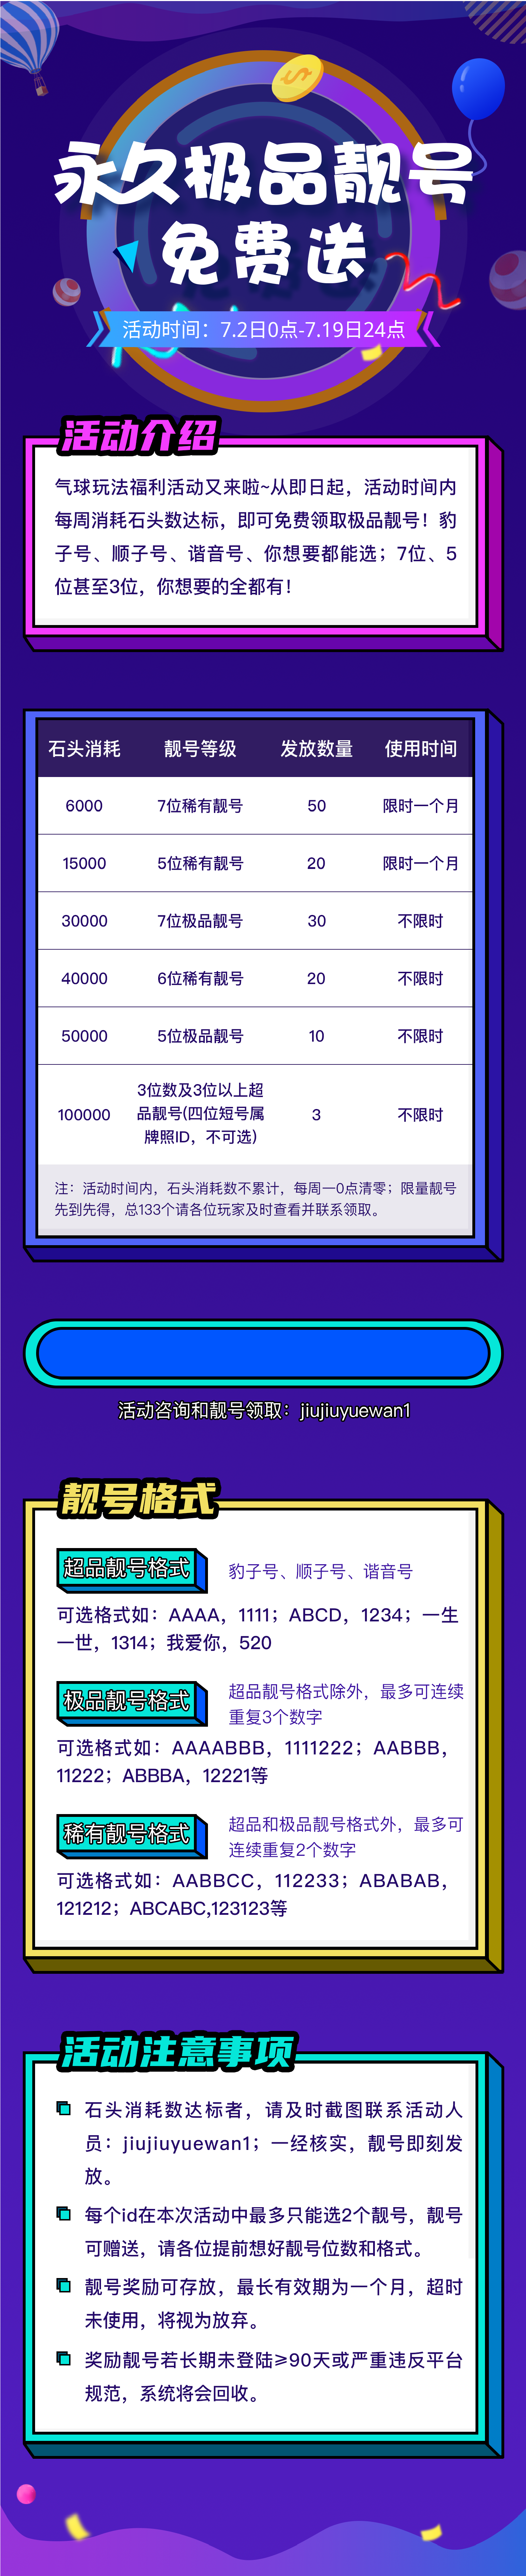 永久极品靓号
免费送
活动时间：7.2日0点-7.19日24点
活动介绍
气球玩法福利活动又来啦~从即日起，活动时间内
每周消耗石头数达标，即可免费领取极品靓号！豹
子号、顺子号、谐音号、你想要都能选；7位、5
位甚至3位，你想要的全都有！
石头消耗 靓号等级 发放数量 使用时间
6000 7位稀有靓号 50 限时一个月
15000 5位稀有靓号 20 限时一个月
30000 7位极品靓号 30 不限时
40000 6位稀有靓号 20 不限时
50000 5位极品靓号 10 不限时
3位数及3位以上超
品靓号(四位短号属
牌照ID，不可选)
100000 3 不限时
注：活动时间内，石头消耗数不累计，每周一0点清零；限量靓号
先到先得，总133个请各位玩家及时查看并联系领取。
活动咨询和靓号领取：jiujiuyuewan1
靓号格式
超品靓号格式 豹子号、顺子号、谐音号
可选格式如：AAAA，1111；ABCD，1234；一生
一世，1314；我爱你，520
极品靓号格式
超品靓号格式除外，最多可连续
重复3个数字
可选格式如：AAAABBB，1111222；AABBB，
11222；ABBBA，12221等
稀有靓号格式
超品和极品靓号格式外，最多可
连续重复2个数字
可选格式如：AABBCC，112233；ABABAB，
121212；ABCABC,123123等
活动注意事项
石头消耗数达标者，请及时截图联系活动人
员：jiujiuyuewan1；一经核实，靓号即刻发
放。
每个id在本次活动中最多只能选2个靓号，靓号
可赠送，请各位提前想好靓号位数和格式。
靓号奖励可存放，最长有效期为一个月，超时
未使用，将视为放弃。
奖励靓号若长期未登陆≥90天或严重违反平台
规范，系统将会回收。